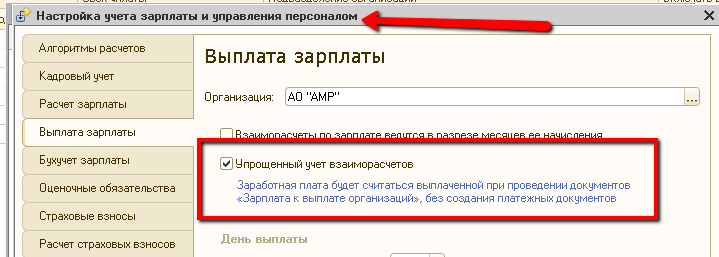 Настройка учета зарплаты и управления персоналом
Алгоритмы расчетов
Кадровый учет
Расчет зарплаты
Выплата зарплаты
Бухучет зарплаты
Оценочные обязательства
Страховые взносы
Расчет страховых взносов
Выплата зарплаты
Организация: АО "АМР" ...
Взаиморасчеты по зарплате ведутся в разрезе месяцев ее начисления
Упрощенный учет взаиморасчетов
Заработная плата будет считаться выплаченной при проведении документов
«Зарплата к выплате организаций», без создания платежных документов
День выплаты